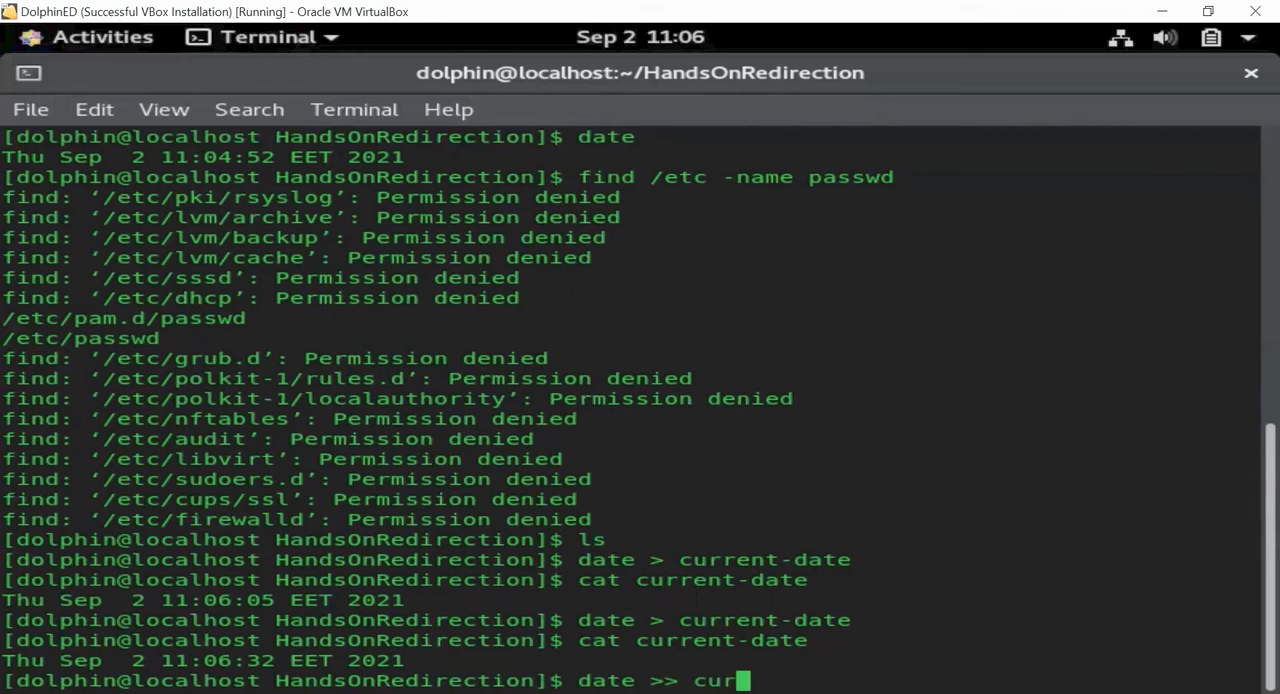 DolphinED (Successful VBox Installation) [Running] - Oracle VM VirtualBox
Activities Terminal Sep 2 11:06
dolphin@localhost:~/HandsOnRedirection
File Edit View Search Terminal Help
[dolphin@localhost HandsOnRedirection]$ date
Thu Sep  2 11:04:52 EET 2021
[dolphin@localhost HandsOnRedirection]$ find /etc -name passwd
find: ‘/etc/pki/rsyslog’: Permission denied
find: ‘/etc/lvm/archive’: Permission denied
find: ‘/etc/lvm/backup’: Permission denied
find: ‘/etc/lvm/cache’: Permission denied
find: ‘/etc/sssd’: Permission denied
find: ‘/etc/dhcp’: Permission denied
/etc/pam.d/passwd
/etc/passwd
find: ‘/etc/grub.d’: Permission denied
find: ‘/etc/polkit-1/rules.d’: Permission denied
find: ‘/etc/polkit-1/localauthority’: Permission denied
find: ‘/etc/nftables’: Permission denied
find: ‘/etc/audit’: Permission denied
find: ‘/etc/libvirt’: Permission denied
find: ‘/etc/sudoers.d’: Permission denied
find: ‘/etc/cups/ssl’: Permission denied
find: ‘/etc/firewalld’: Permission denied
[dolphin@localhost HandsOnRedirection]$ ls
[dolphin@localhost HandsOnRedirection]$ date > current-date
[dolphin@localhost HandsOnRedirection]$ cat current-date
Thu Sep  2 11:06:05 EET 2021
[dolphin@localhost HandsOnRedirection]$ date > current-date
[dolphin@localhost HandsOnRedirection]$ cat current-date
Thu Sep  2 11:06:32 EET 2021
[dolphin@localhost HandsOnRedirection]$ date >> cur